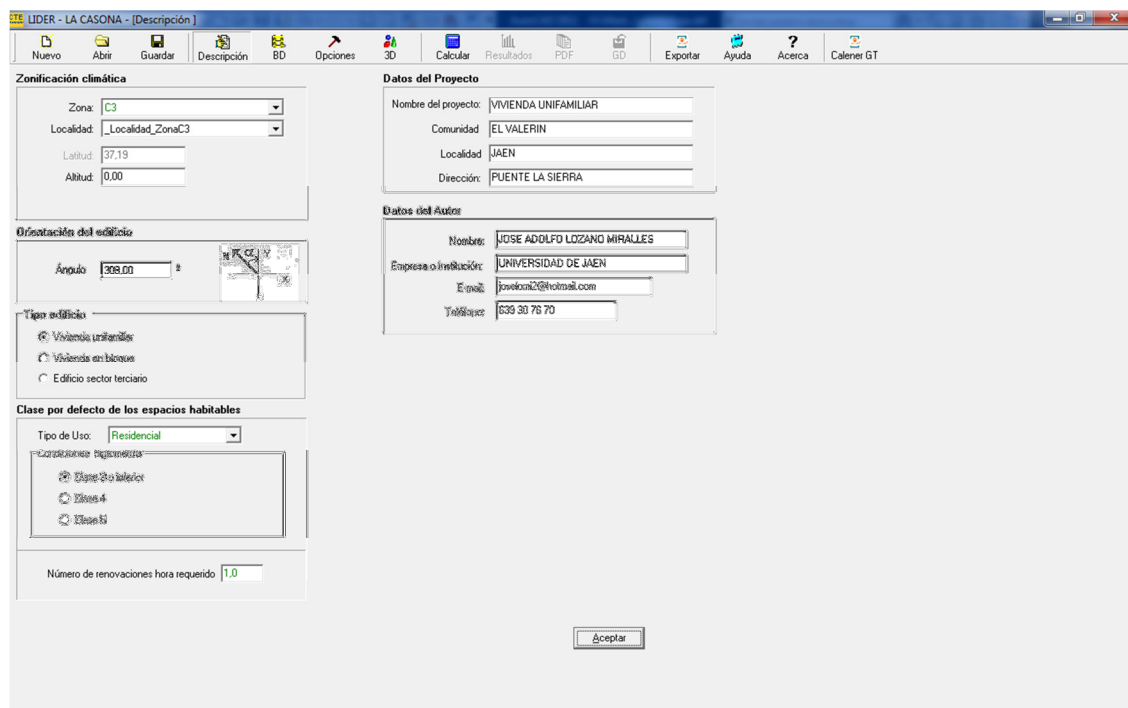 CTE LIDER - LA CASONA - [Descripción ]
Nuevo Abrir Guardar Descripción BD Opciones 3D Calcular Resultados PDF GD Exportar Ayuda Acerca Calener GT
Zonificación climática
Zona: C3
Localidad: _Localidad_ZonaC3
Latitud: 37,19
Altitud: 0,00
Orientación del edificio
Ángulo 309,00 º
Tipo edificio
Vivienda unifamiliar
Vivienda en bloque
Edificio sector terciario
Clase por defecto de los espacios habitables
Tipo de Uso: Residencial
Condiciones higrometría
Clase 3 o inferior
Clase 4
Clase 5
Número de renovaciones hora requerido 1,0
Datos del Proyecto
Nombre del proyecto: VIVIENDA UNIFAMILIAR
Comunidad EL VALERIN
Localidad JAEN
Dirección: PUENTE LA SIERRA
Datos del Autor
Nombre: JOSE ADOLFO LOZANO MIRALLES
Empresa o Institución: UNIVERSIDAD DE JAEN
E-mail:
Teléfono: 639 30 76 70
Aceptar